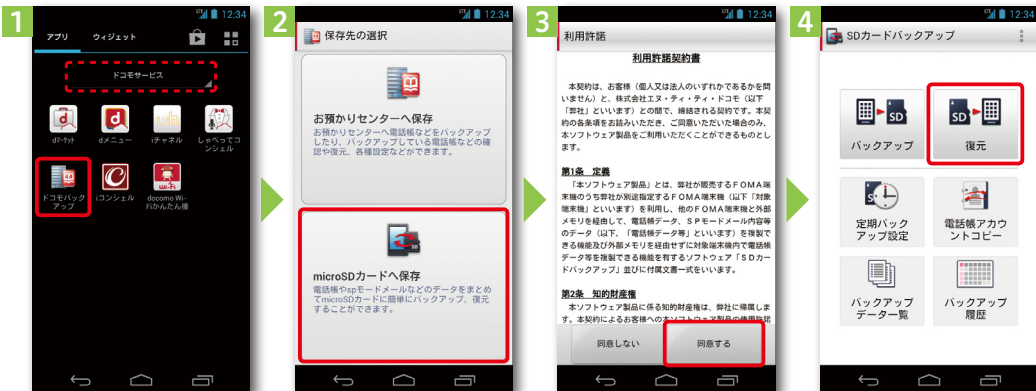 1
12:34
アプリ
ウィジェット
ドコモサービス
dマーケット
dメニュー
iチャネル
しゃべってコンシェル
ドコモバックアップ
iコンシェル
docomo Wi-Fiかんたん接
2
12:34
保存先の選択
お預かりセンターへ保存
お預かりセンターへ電話帳などをバックアップ
したり、バックアップしている電話帳などの確
認や復元、各種設定などができます。
microSDカードへ保存
電話帳やspモードメールなどのデータをまとめ
てmicroSDカードに簡単にバックアップ、復元
することができます。
3
12:34
利用許諾
利用許諾契約書
本契約は、お客様（個人又は法人のいずれかであるかを問
いません）と、株式会社エヌ・ティ・ティ・ドコモ（以下
「弊社」といいます）との間で、締結される契約です。本契
約の各条項をお読みいただき、ご同意いただいた場合のみ、
本ソフトウェア製品をご利用いただくことができるものとし
ます。
第1条 定義
「本ソフトウェア製品」とは、弊社が販売するＦＯＭＡ端
末機のうち弊社が別途指定するＦＯＭＡ端末機（以下「対象
端末機」といいます）を利用し、他のＦＯＭＡ端末機と外部
メモリを経由して、電話帳データ、ＳＰモードメール内容等
のデータ（以下、「電話帳データ等」といいます）を複製で
きる機能及び外部メモリを経由せずに対象端末機内で電話帳
データ等を複製できる機能を有するソフトウェア「ＳＤカー
ドバックアップ」並びに付属文書一式をいいます。
第2条 知的財産権
本ソフトウェア製品に係る知的財産権は、弊社に帰属しま
す。本契約によるお客様への本ソフトウェア製品の使用許諾
同意しない
同意する
4
12:34
SDカードバックアップ
SD
バックアップ
SD
復元
定期バック
アップ設定
電話帳アカウ
ントコピー
バックアップ
データ一覧
バックアップ
履歴